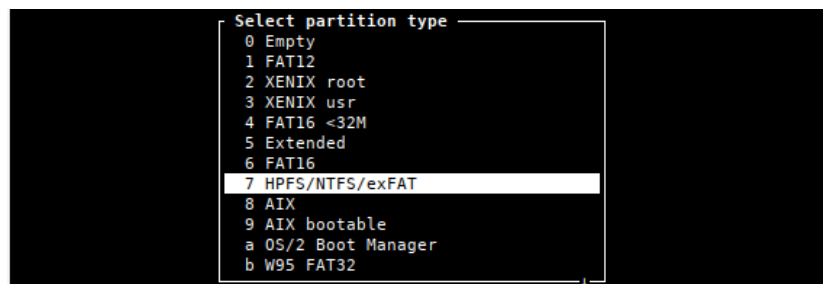 Select partition type
0 Empty
1 FAT12
2 XENIX root
3 XENIX usr
4 FAT16 <32M
5 Extended
6 FAT16
7 HPFS/NTFS/exFAT
8 AIX
9 AIX bootable
a OS/2 Boot Manager
b W95 FAT32